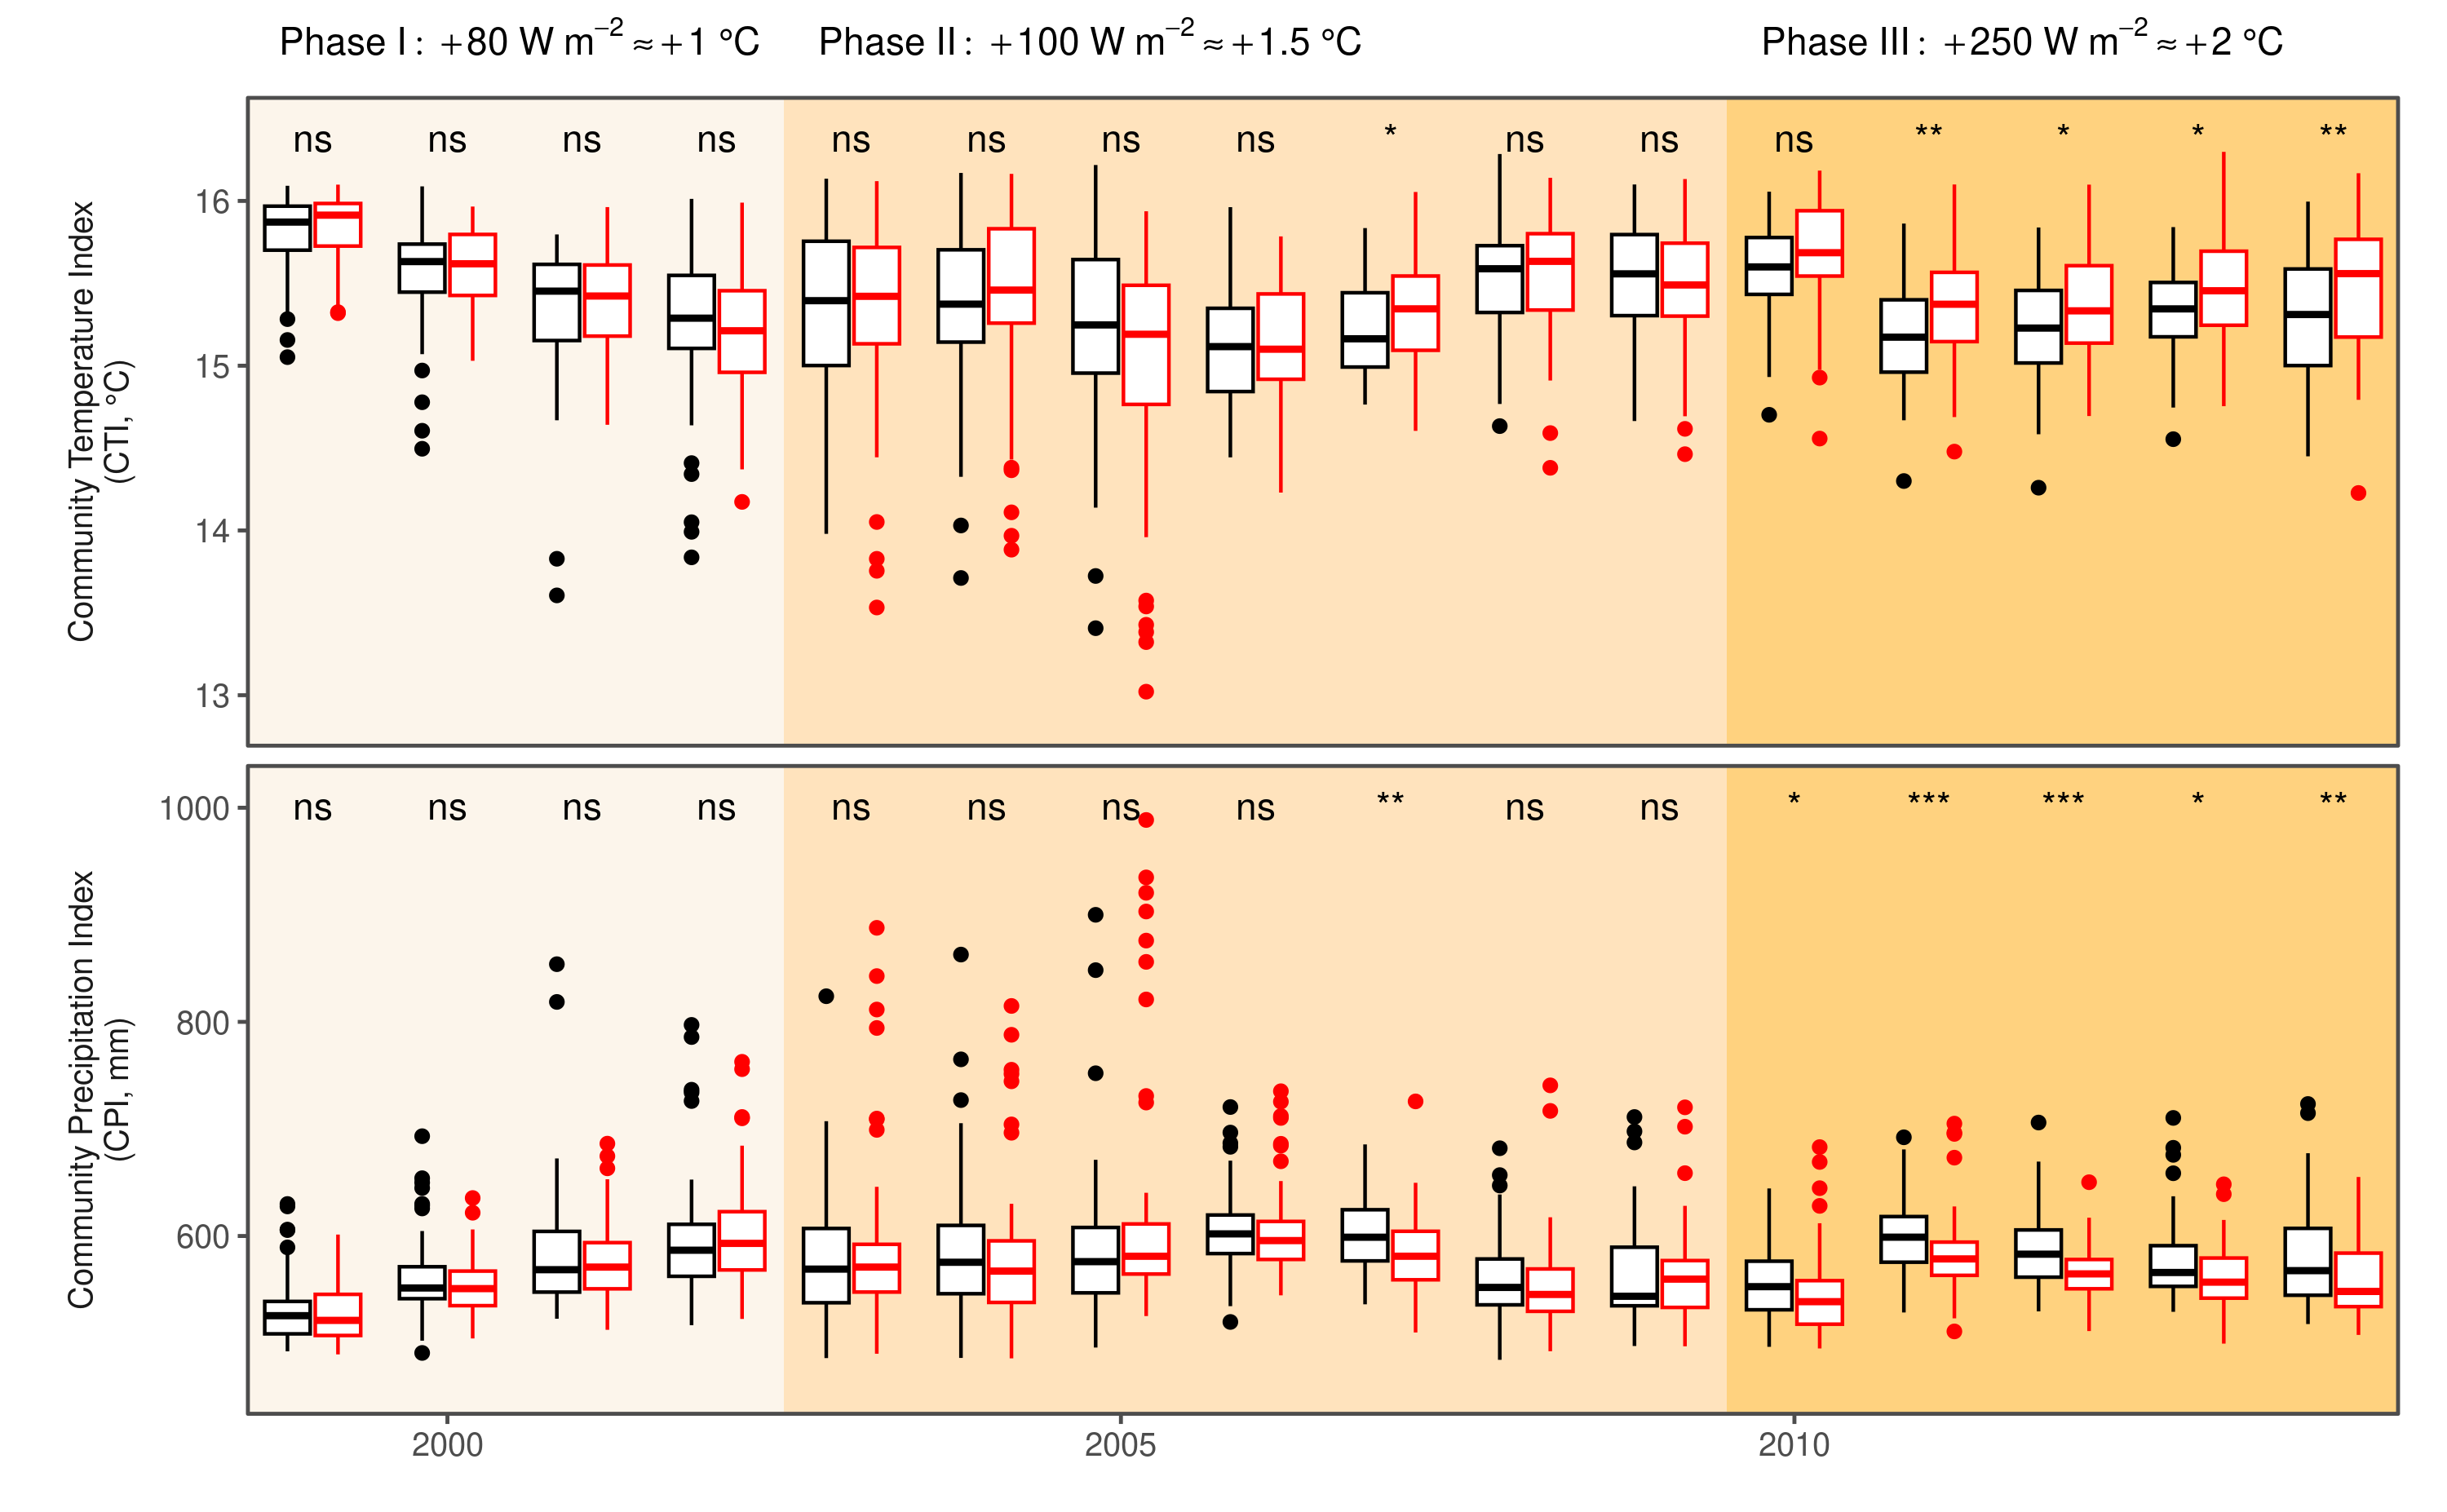 Phase I: +80 W m−2 ≈ +1 °C
Phase II: +100 W m−2 ≈ +1.5 °C
Phase III: +250 W m−2 ≈ +2 °C
Community Temperature Index
(CTI, °C)
16
15
14
13
ns ns ns ns ns ns ns ns * ns ns ns ** * * **
Community Precipitation Index
(CPI, mm)
1000
800
600
ns ns ns ns ns ns ns ns ** ns ns * *** *** * **
2000 2005 2010